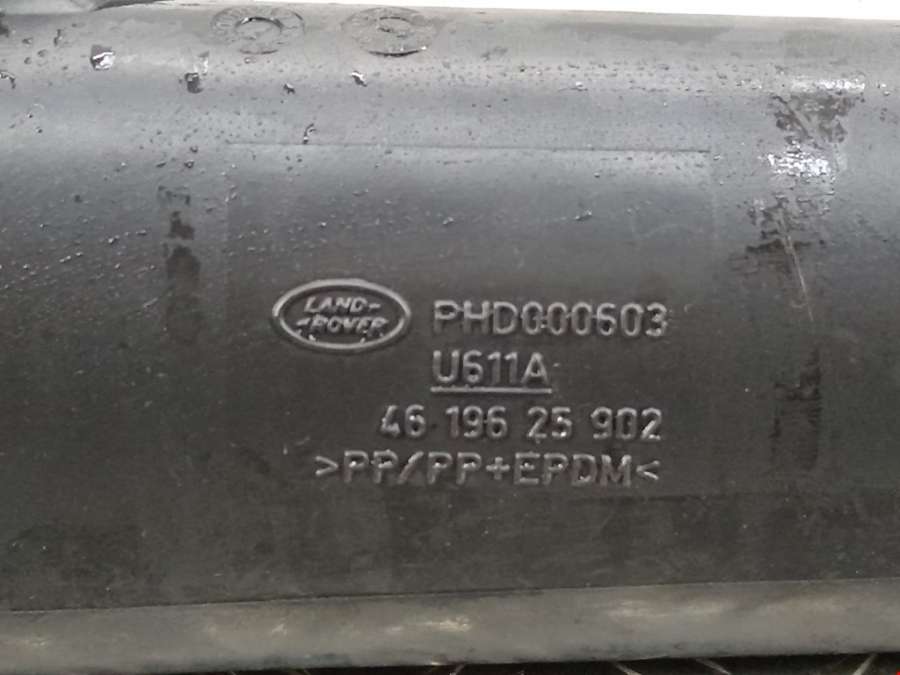 LAND-
-ROVER
PHD000603
U611A
46 196 25 902
>PP/PP+EPDM<